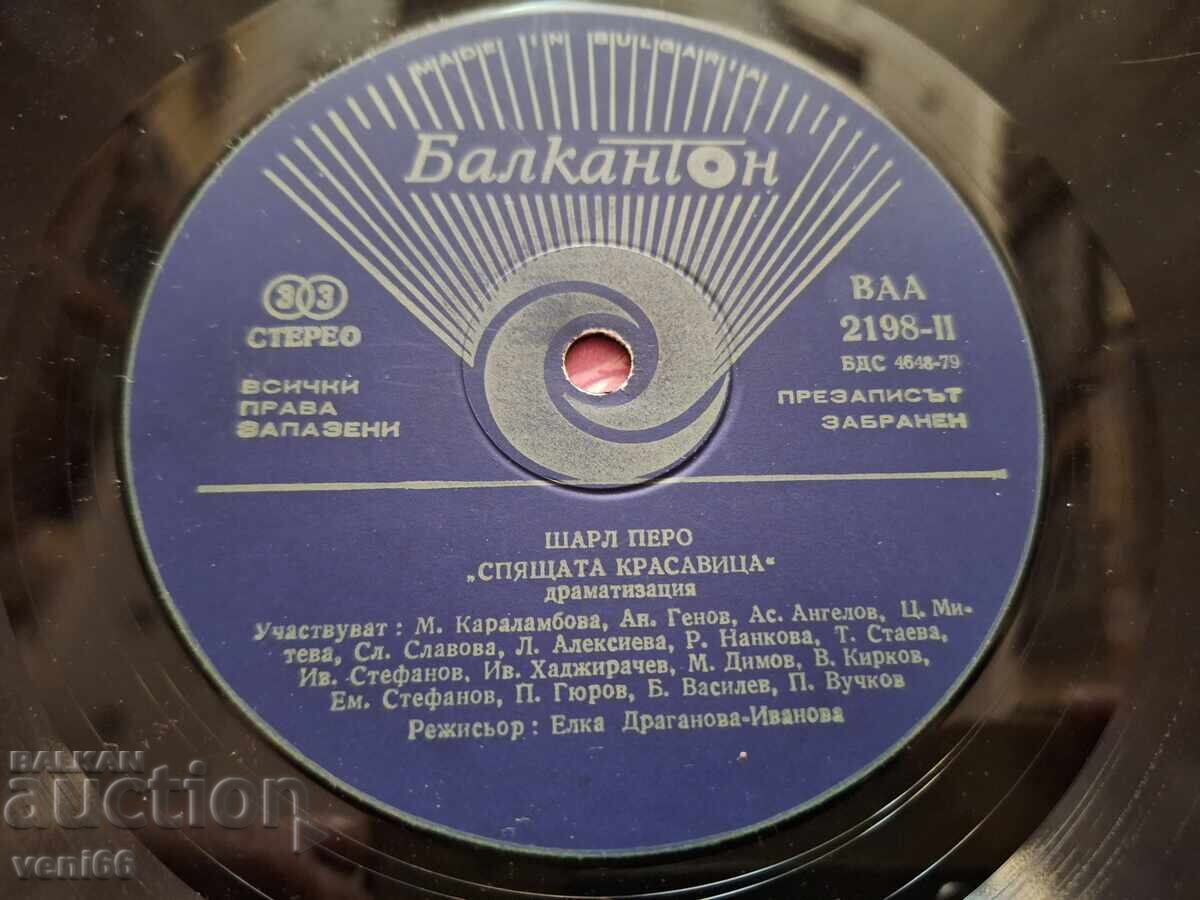 MADE IN BULGARIA
Балкантон
33
СТЕРЕО
ВСИЧКИ
ПРАВА
ЗАПАЗЕНИ
ВАА
2198-II
БДС 4648-79
ПРЕЗАПИСЪТ
ЗАБРАНЕН
ШАРЛ ПЕРО
„СПЯЩАТА КРАСАВИЦА“
драматизация
Участвуват : М. Караламбова, Ап. Генов, Ас. Ангелов, Ц. Ми-
тева, Сл. Славова, Л. Алексиева, Р. Нанкова, Т. Стаева,
Ив. Стефанов, Ив. Хаджирачев, М. Димов, В. Кирков,
Ем. Стефанов, П. Гюров, Б. Василев, П. Вучков
Режисьор : Елка Драганова-Иванова
BALKAN
auction
veni66